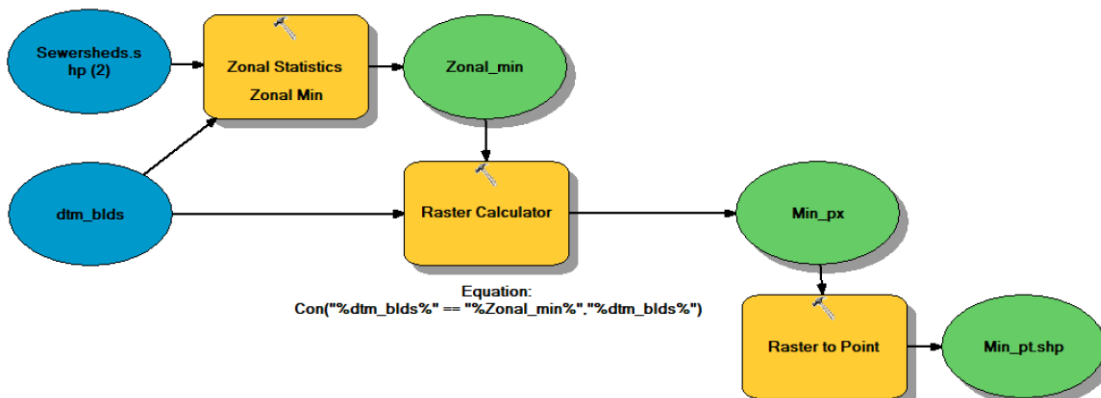 Sewersheds.s
hp (2)
Zonal Statistics
Zonal Min
Zonal_min
dtm_blds
Raster Calculator
Min_px
Equation:
Con("%dtm_blds%" == "%Zonal_min%","%dtm_blds%")
Raster to Point
Min_pt.shp